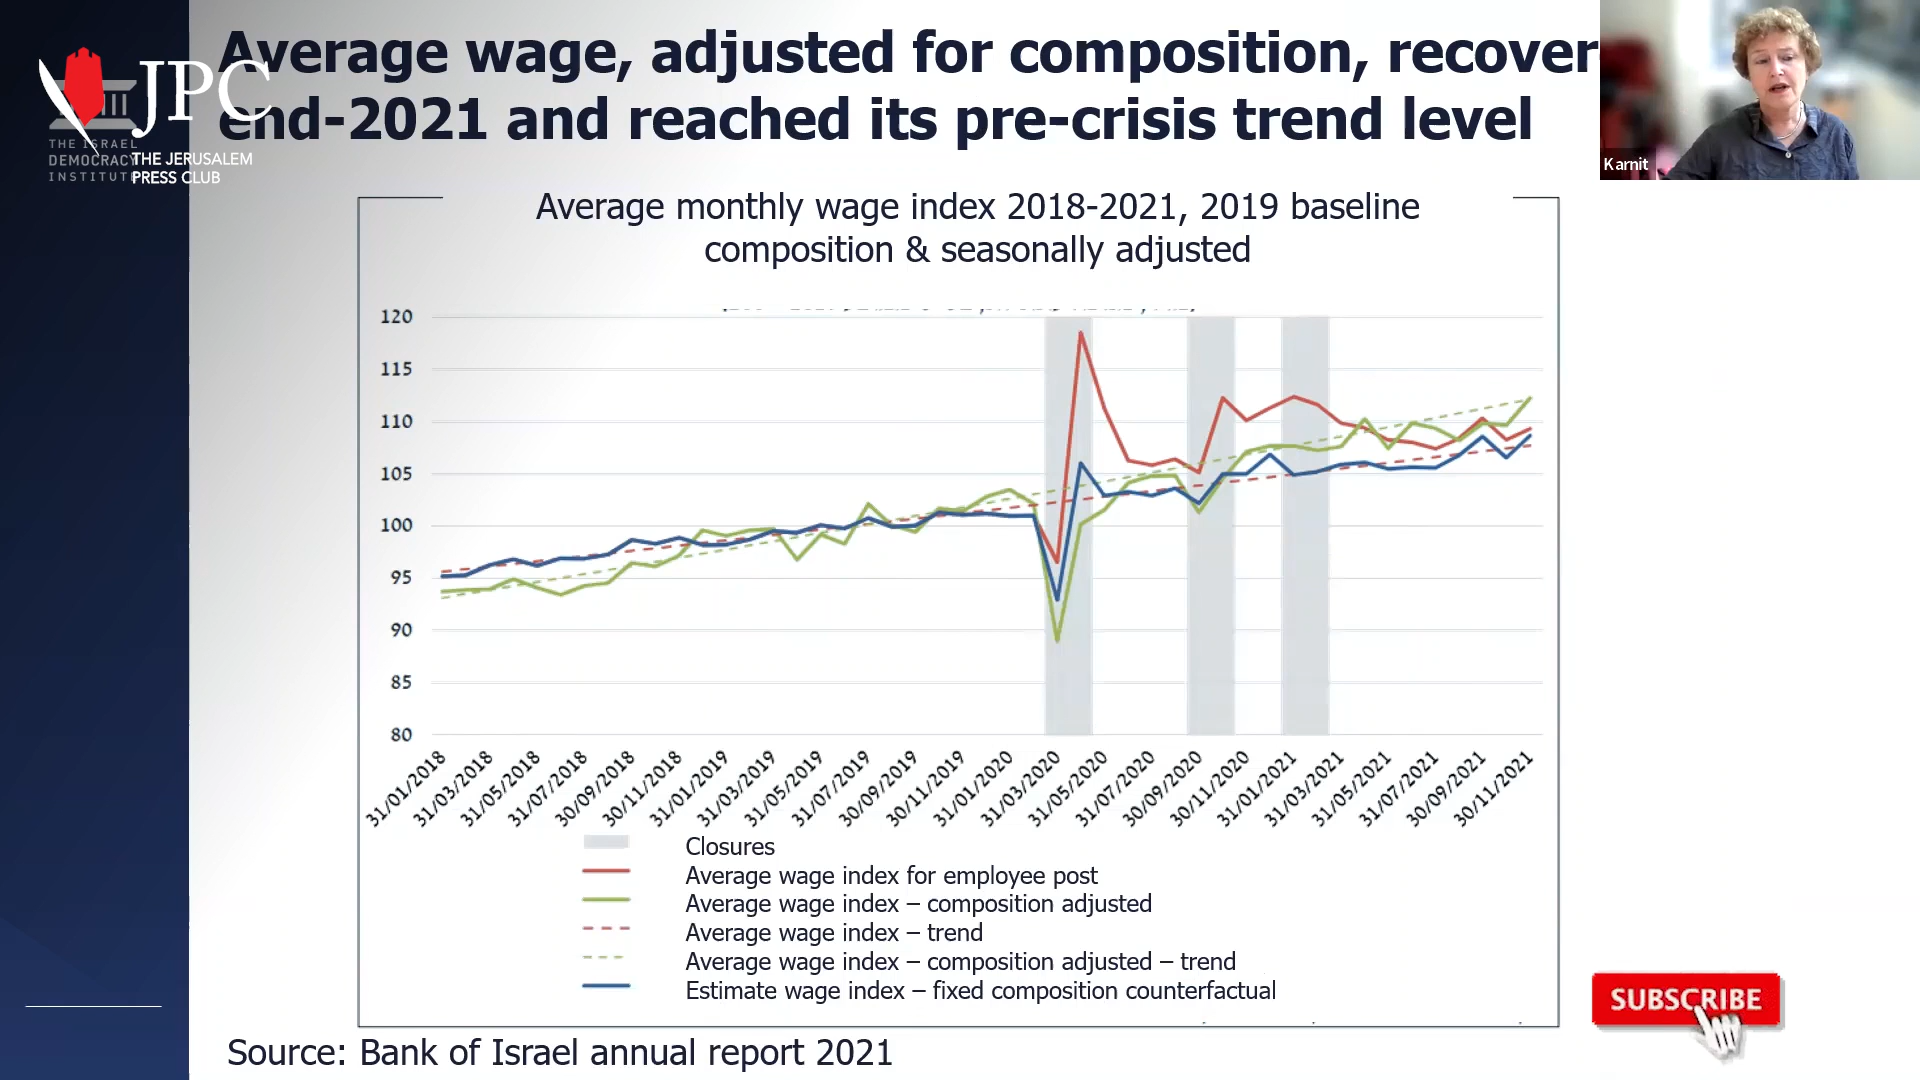 Average wage, adjusted for composition, recover
end-2021 and reached its pre-crisis trend level
JPC
THE ISRAEL
DEMOCRACY
INSTITUTE
THE JERUSALEM
PRESS CLUB
Karnit
Average monthly wage index 2018-2021, 2019 baseline
composition & seasonally adjusted
120
115
110
105
100
95
90
85
80
31/01/2018
31/03/2018
31/05/2018
31/07/2018
30/09/2018
30/11/2018
31/01/2019
31/03/2019
31/05/2019
31/07/2019
30/09/2019
30/11/2019
31/01/2020
31/03/2020
31/05/2020
31/07/2020
30/09/2020
30/11/2020
31/01/2021
31/03/2021
31/05/2021
31/07/2021
30/09/2021
30/11/2021
Closures
Average wage index for employee post
Average wage index – composition adjusted
Average wage index – trend
Average wage index – composition adjusted – trend
Estimate wage index – fixed composition counterfactual
SUBSCRIBE
Source: Bank of Israel annual report 2021